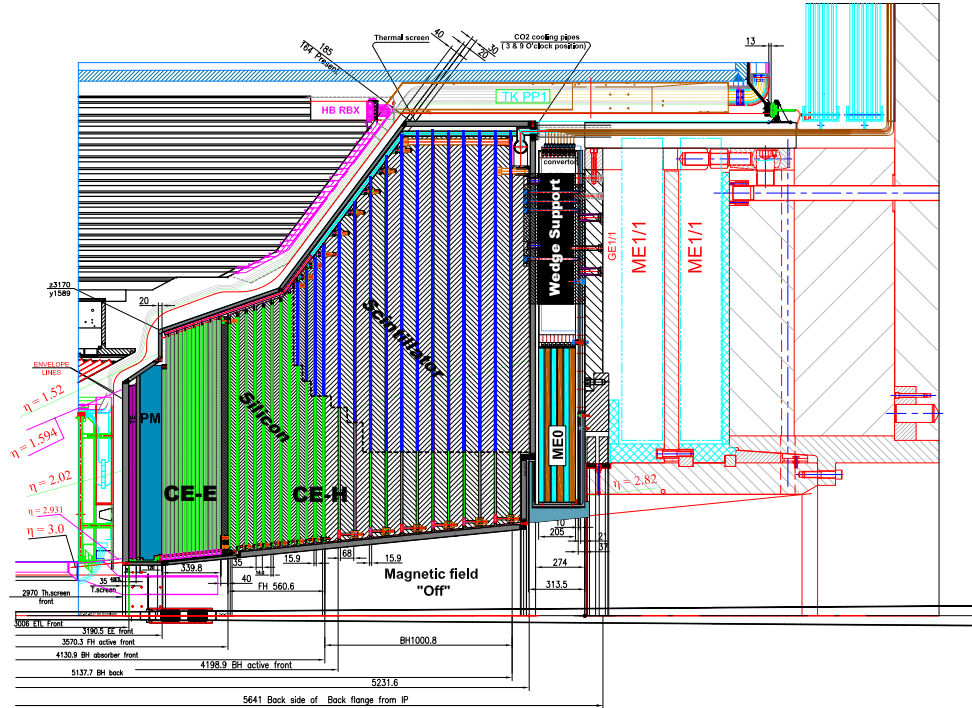 40
30
20
13
Thermal screen
CO2 cooling pipes
( 3 & 9 O'clock position)
185
T64 Present
HB RBX
TK PP1
convertor
Wedge Support
GE1/1
ME1/1
ME1/1
z3170
y1589
20
Scintillator
ENVELOPE
LINES
η = 1.52
η = 1.594
η = 2.02
η = 2.931
η = 3.0
PM
Silicon
CE-E
CE-H
ME0
η = 2.82
10
205
21
37
274
313.5
339.8
35
40
15.9
68
15.9
FH 560.6
Magnetic field
"Off"
35
T.screen
2970 Th.screen
front
3006 ETL Front
3190.5 EE front
3570.3 FH active front
4130.9 BH absorber front
BH1000.8
4198.9 BH active front
5137.7 BH back
5231.6
5641 Back side of Back flange from IP